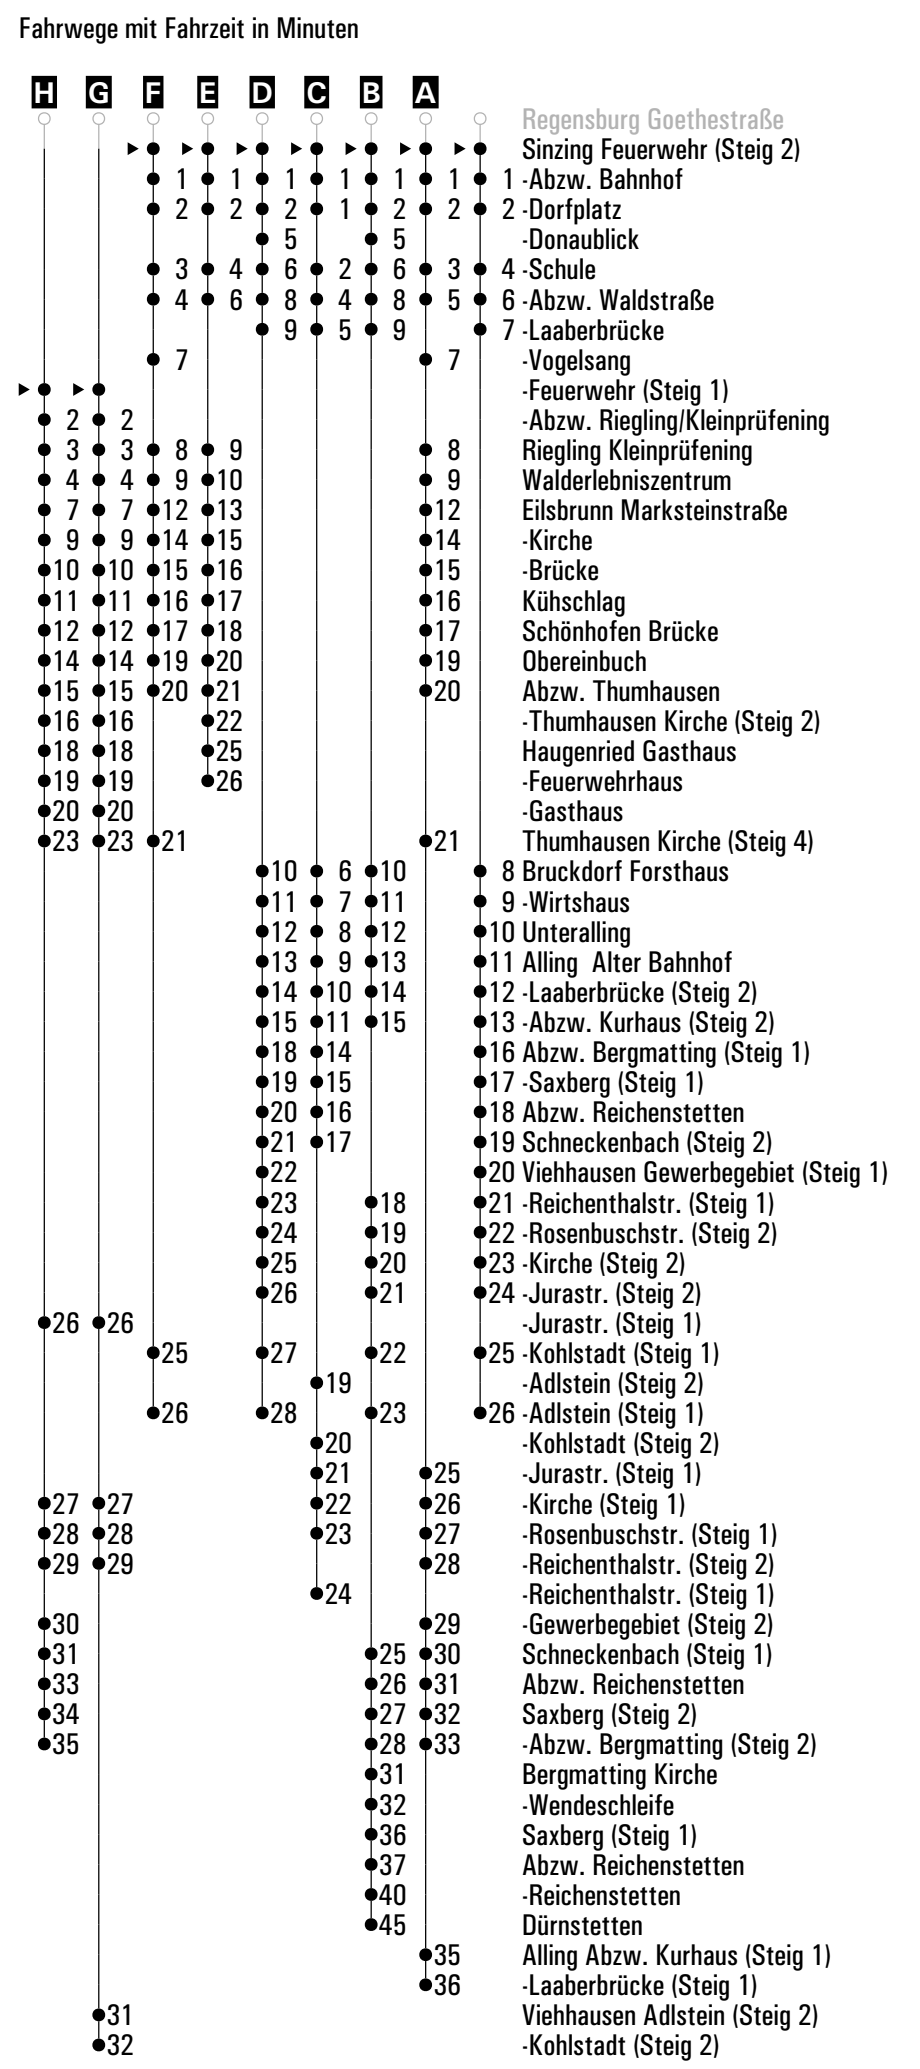 Fahrwege mit Fahrzeit in Minuten
H G F E D C B A
Regensburg Goethestraße
Sinzing Feuerwehr (Steig 2)
1 1 1 1 1 1 1 -Abzw. Bahnhof
2 2 2 1 2 2 2 -Dorfplatz
5 5 -Donaublick
3 4 6 2 6 3 4 -Schule
4 6 8 4 8 5 6 -Abzw. Waldstraße
9 5 9 7 -Laaberbrücke
7 7 -Vogelsang
-Feuerwehr (Steig 1)
2 2 -Abzw. Riegling/Kleinprüfening
3 3 8 9 8 Riegling Kleinprüfening
4 4 9 10 9 Walderlebniszentrum
7 7 12 13 12 Eilsbrunn Marksteinstraße
9 9 14 15 14 -Kirche
10 10 15 16 15 -Brücke
11 11 16 17 16 Kühschlag
12 12 17 18 17 Schönhofen Brücke
14 14 19 20 19 Obereinbuch
15 15 20 21 20 Abzw. Thumhausen
16 16 22 -Thumhausen Kirche (Steig 2)
18 18 25 Haugenried Gasthaus
19 19 26 -Feuerwehrhaus
20 20 -Gasthaus
23 23 21 21 Thumhausen Kirche (Steig 4)
10 6 10 8 Bruckdorf Forsthaus
11 7 11 9 -Wirtshaus
12 8 12 10 Unteralling
13 9 13 11 Alling Alter Bahnhof
14 10 14 12 -Laaberbrücke (Steig 2)
15 11 15 13 -Abzw. Kurhaus (Steig 2)
18 14 16 Abzw. Bergmatting (Steig 1)
19 15 17 -Saxberg (Steig 1)
20 16 18 Abzw. Reichenstetten
21 17 19 Schneckenbach (Steig 2)
22 20 Viehhausen Gewerbegebiet (Steig 1)
23 18 21 -Reichenthalstr. (Steig 1)
24 19 22 -Rosenbuschstr. (Steig 2)
25 20 23 -Kirche (Steig 2)
26 21 24 -Jurastr. (Steig 2)
26 26 -Jurastr. (Steig 1)
25 27 22 25 -Kohlstadt (Steig 1)
19 -Adlstein (Steig 2)
26 28 23 26 -Adlstein (Steig 1)
20 -Kohlstadt (Steig 2)
21 25 -Jurastr. (Steig 1)
27 27 22 26 -Kirche (Steig 1)
28 28 23 27 -Rosenbuschstr. (Steig 1)
29 29 28 -Reichenthalstr. (Steig 2)
24 -Reichenthalstr. (Steig 1)
30 29 -Gewerbegebiet (Steig 2)
31 25 30 Schneckenbach (Steig 1)
33 26 31 Abzw. Reichenstetten
34 27 32 Saxberg (Steig 2)
35 28 33 -Abzw. Bergmatting (Steig 2)
31 Bergmatting Kirche
32 -Wendeschleife
36 Saxberg (Steig 1)
37 Abzw. Reichenstetten
40 -Reichenstetten
45 Dürnstetten
35 Alling Abzw. Kurhaus (Steig 1)
36 -Laaberbrücke (Steig 1)
31 Viehhausen Adlstein (Steig 2)
32 -Kohlstadt (Steig 2)